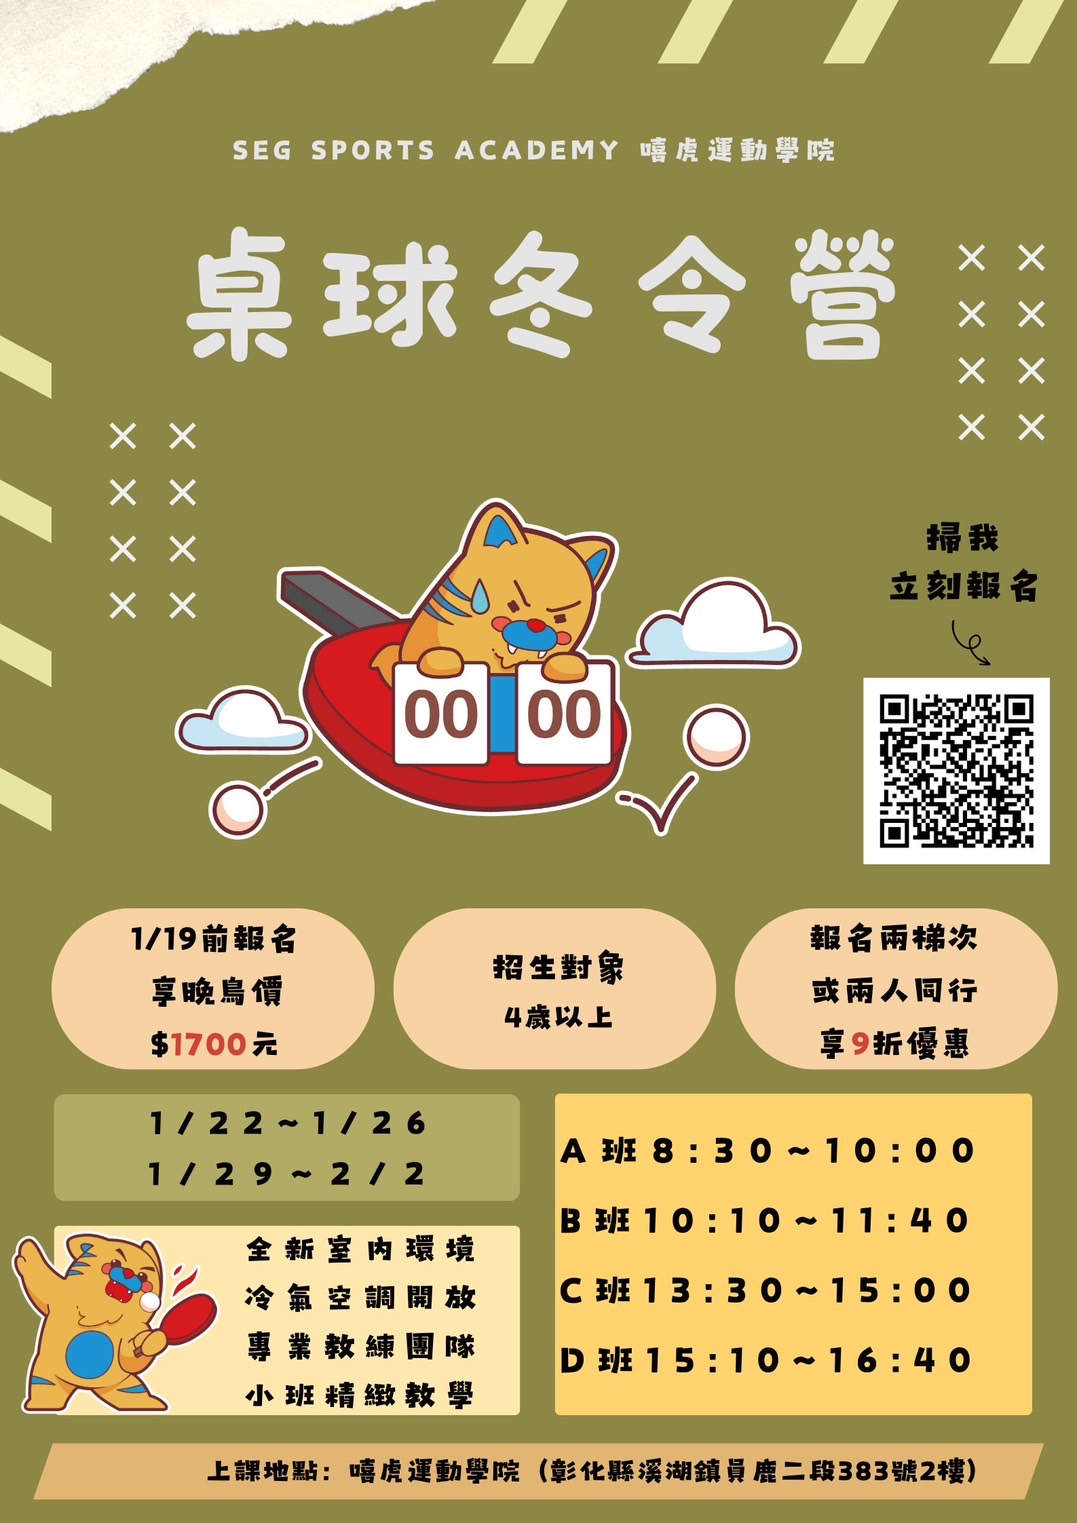 SEG SPORTS ACADEMY 嘻虎運動學院
桌球冬令營
掃我
立刻報名
00 00
1/19前報名
享晚鳥價
$1700元
招生對象
4歲以上
報名兩梯次
或兩人同行
享9折優惠
1/22~1/26
1/29~2/2
A班8:30~10:00
B班10:10~11:40
C班13:30~15:00
D班15:10~16:40
全新室內環境
冷氣空調開放
專業教練團隊
小班精緻教學
上課地點：嘻虎運動學院（彰化縣溪湖鎮員鹿二段383號2樓）